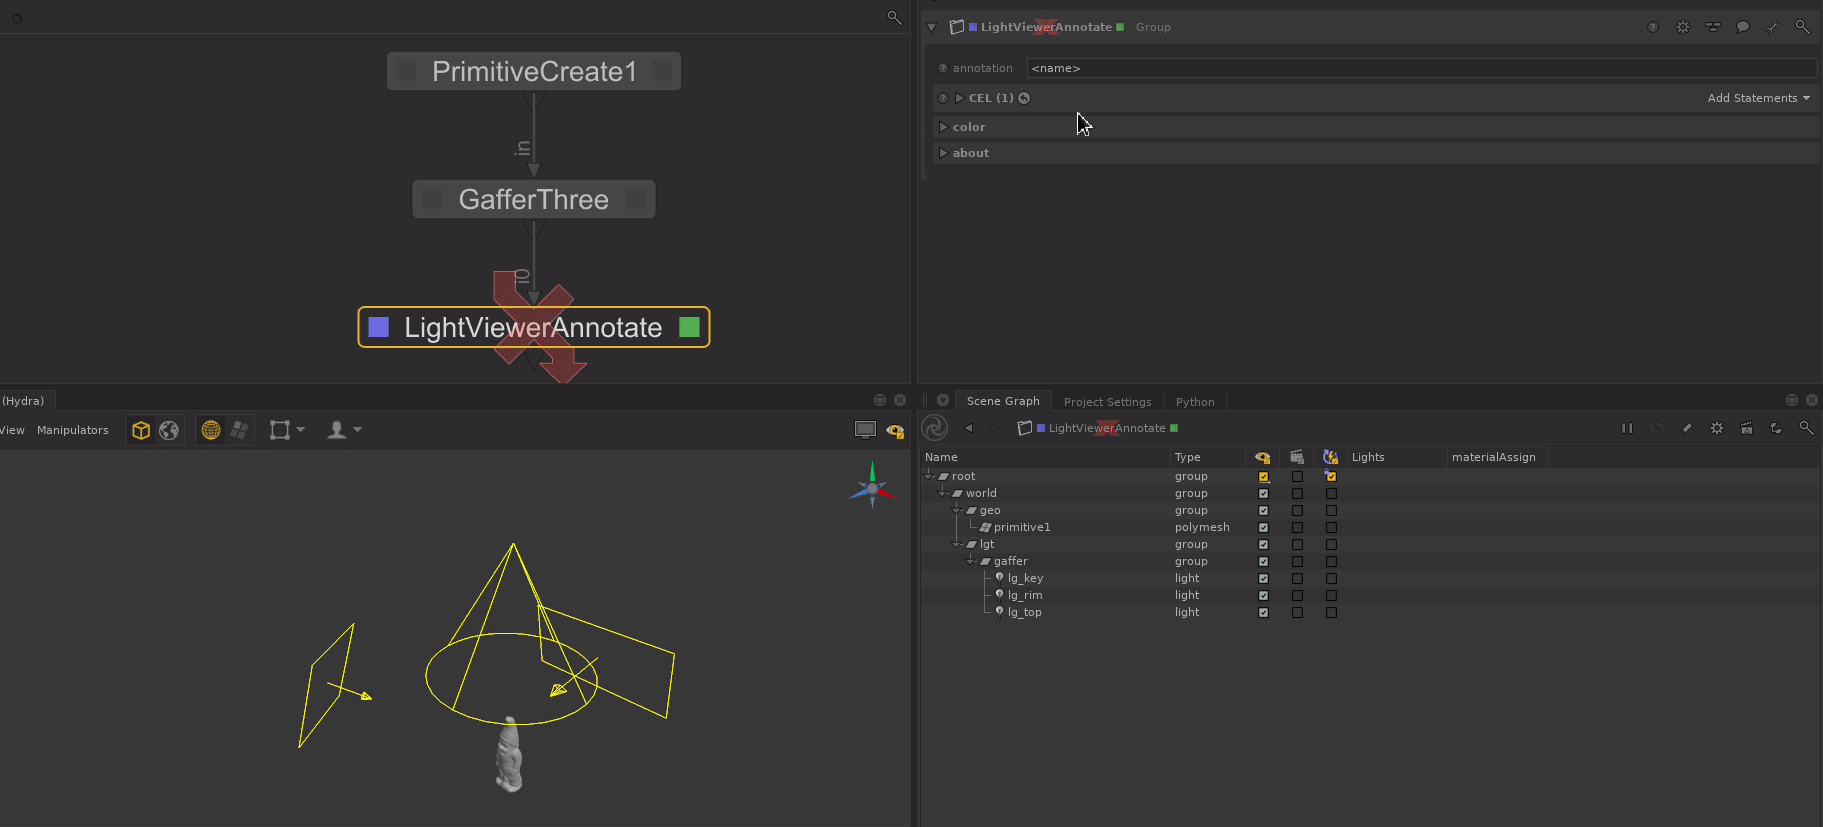 PrimitiveCreate1
in
GafferThree
i0
LightViewerAnnotate
LightViewerAnnotate Group
annotation <name>
CEL (1) Add Statements
color
about
(Hydra)
View Manipulators
Scene Graph Project Settings Python
LightViewerAnnotate
Name Type Lights materialAssign
root group
world group
geo group
primitive1 polymesh
lgt group
gaffer group
lg_key light
lg_rim light
lg_top light